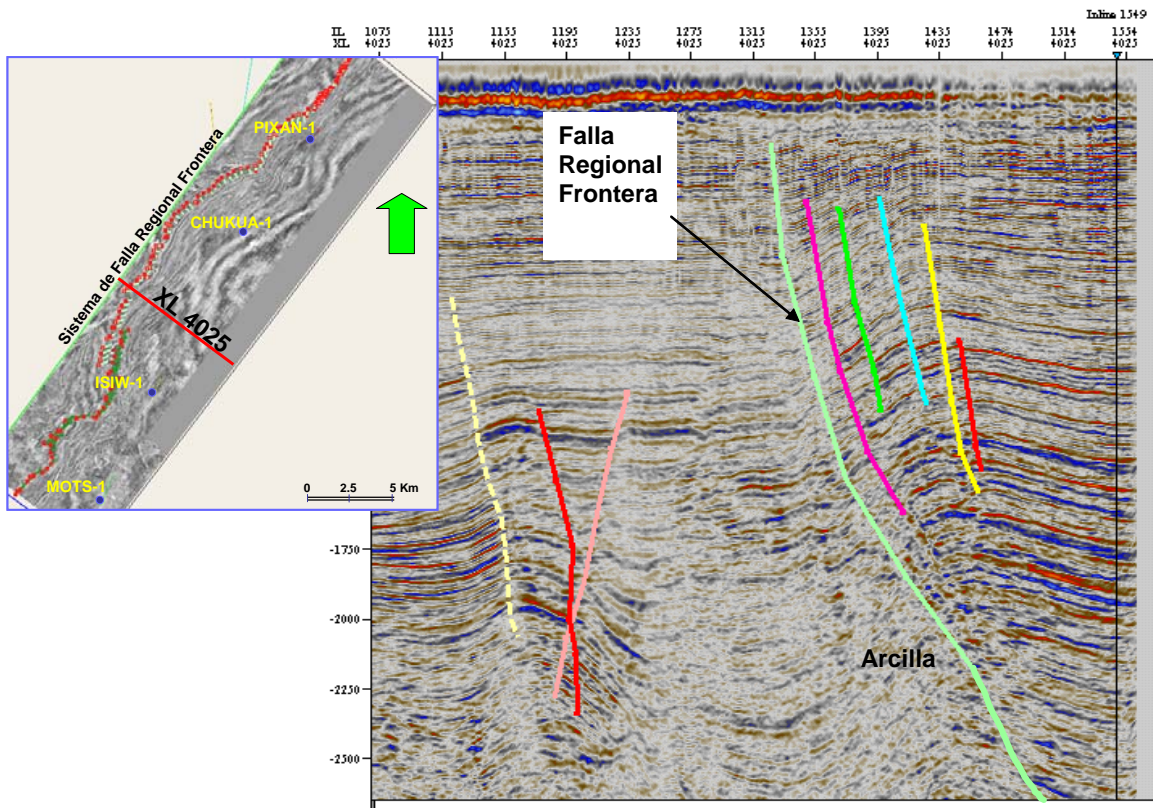 Inline 1549
IL 1075 1115 1155 1195 1235 1275 1315 1355 1395 1435 1474 1514 1554
XL 4025 4025 4025 4025 4025 4025 4025 4025 4025 4025 4025 4025 4025
PIXAN-1
CHUKUA-1
Sistema de Falla Regional Frontera
XL 4025
ISIW-1
MOTS-1
0 2.5 5 Km
Falla
Regional
Frontera
-1750
-2000
-2250
-2500
Arcilla